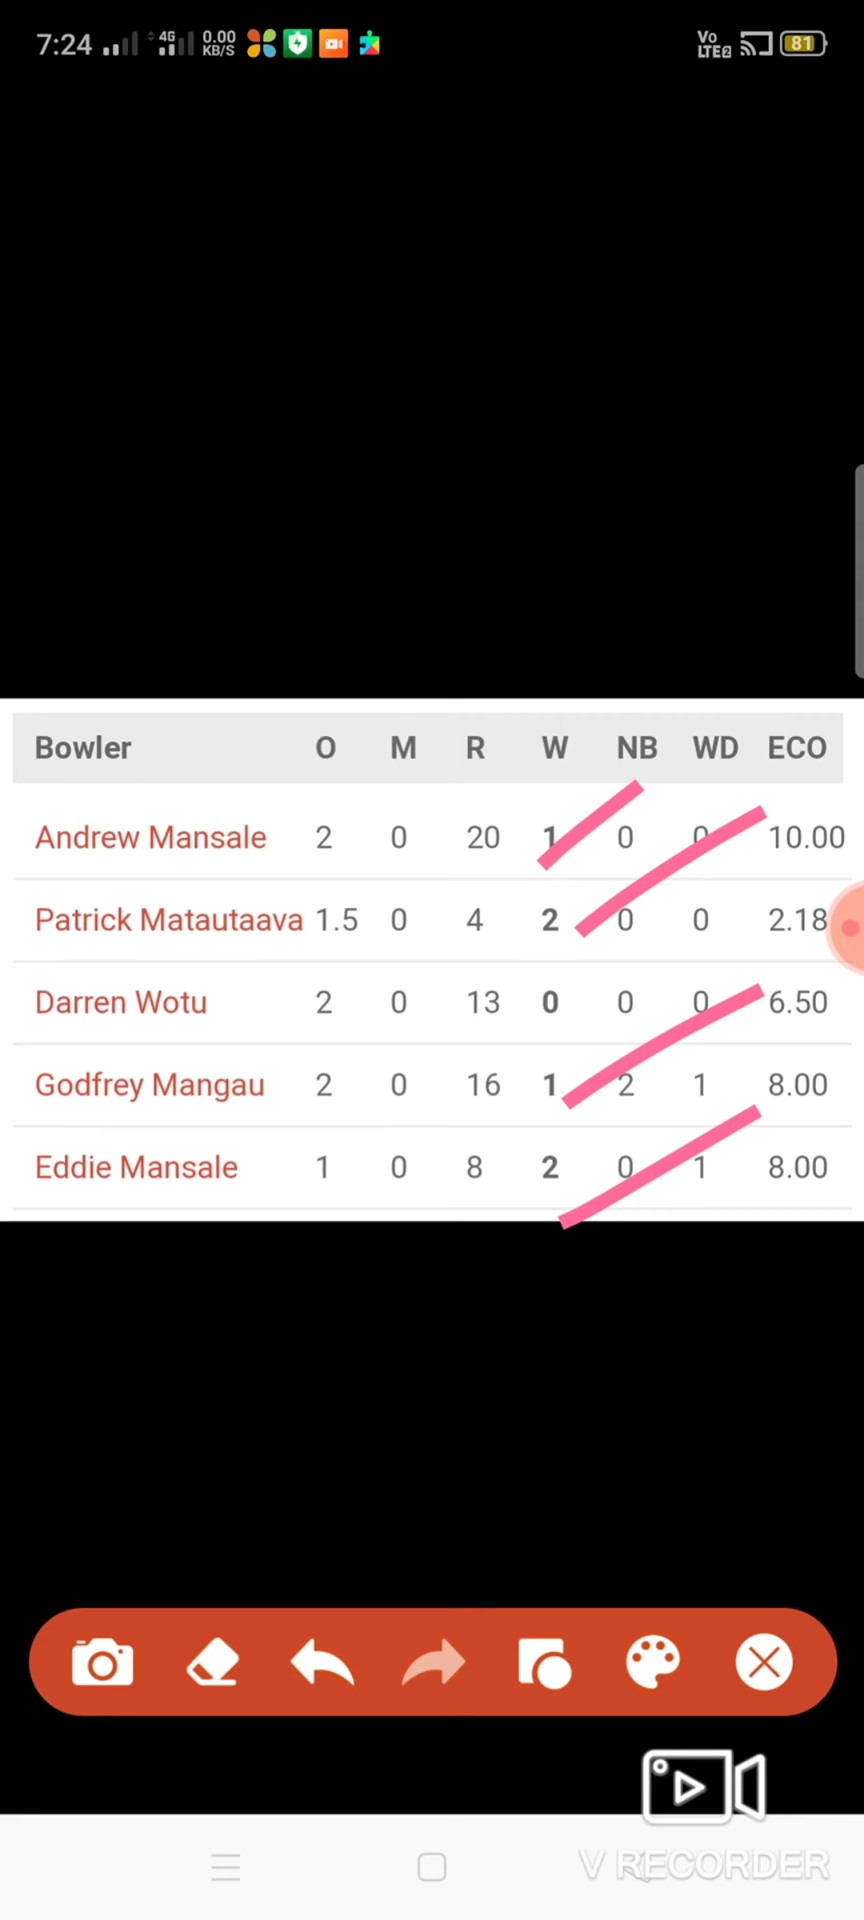 7:24 4G 0.00 KB/S Vo LTE2 81
Bowler O M R W NB WD ECO
Andrew Mansale 2 0 20 1 0 0 10.00
Patrick Matautaava 1.5 0 4 2 0 0 2.18
Darren Wotu 2 0 13 0 0 0 6.50
Godfrey Mangau 2 0 16 1 2 1 8.00
Eddie Mansale 1 0 8 2 0 1 8.00
V RECORDER